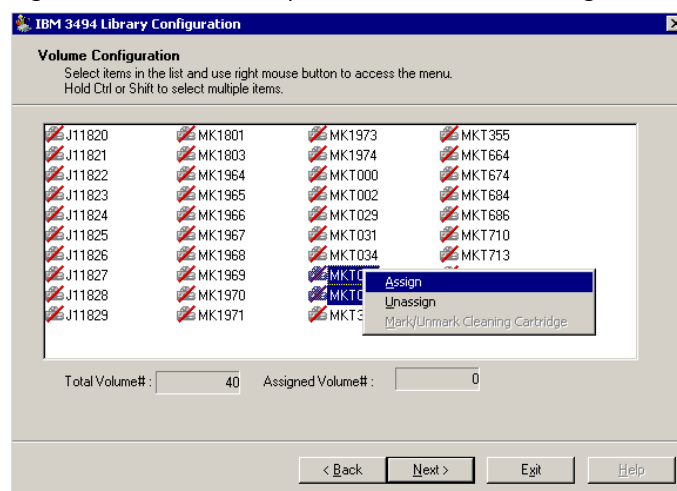 IBM 3494 Library Configuration
Volume Configuration
Select items in the list and use right mouse button to access the menu.
Hold Ctrl or Shift to select multiple items.
J11820 MK1801 MK1973 MKT355
J11821 MK1803 MK1974 MKT664
J11822 MK1964 MKT000 MKT674
J11823 MK1965 MKT002 MKT684
J11824 MK1966 MKT029 MKT686
J11825 MK1967 MKT031 MKT710
J11826 MK1968 MKT034 MKT713
J11827 MK1969
J11828 MK1970
J11829 MK1971 MKT3
Assign
Unassign
Mark/Unmark Cleaning Cartridge
Total Volume# : 40 Assigned Volume# : 0
< Back Next > Exit Help